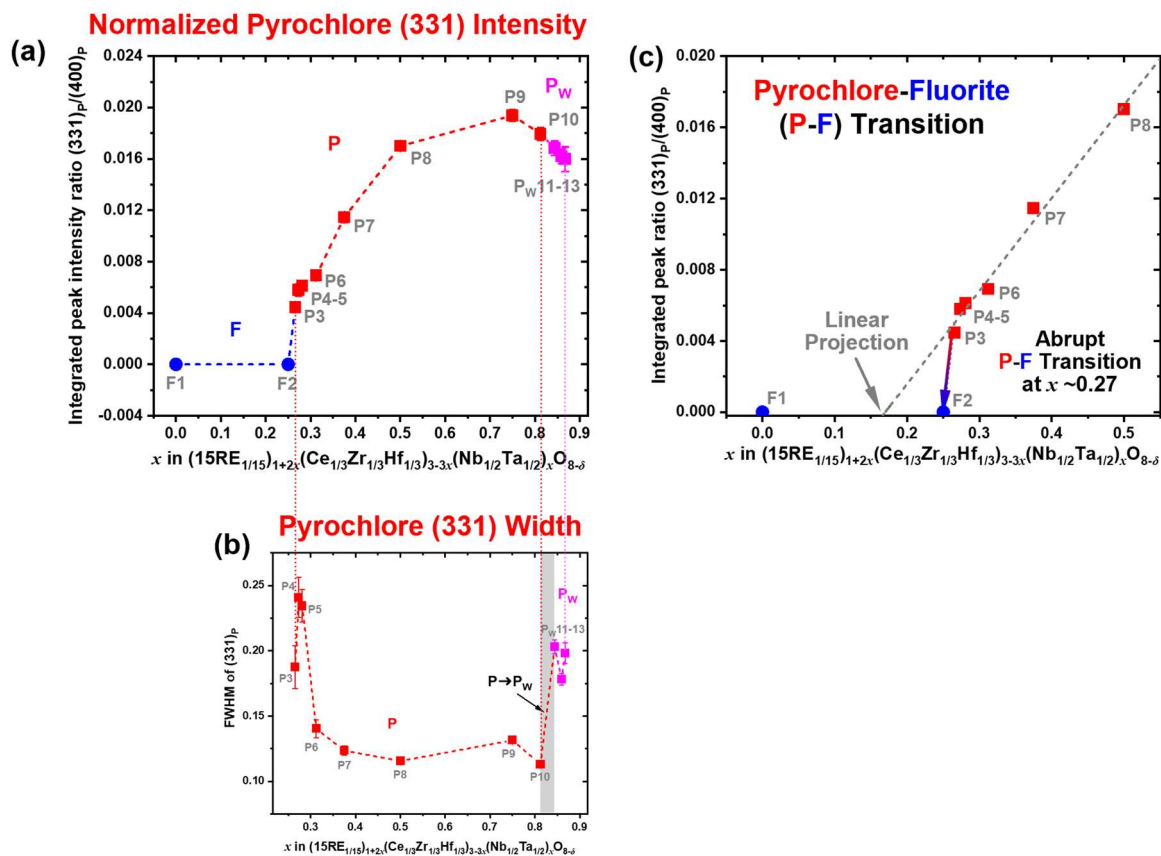 Normalized Pyrochlore (331) Intensity
(a)
Integrated peak intensity ratio (331)P/(400)P
0.024
0.020
0.016
0.012
0.008
0.004
0.000
-0.004
P
PW
F
F1
F2
P3
P4-5
P6
P7
P8
P9
P10
PW11-13
0.0 0.1 0.2 0.3 0.4 0.5 0.6 0.7 0.8 0.9
x in (15RE1/15)1+2x(Ce1/3Zr1/3Hf1/3)3-3x(Nb1/2Ta1/2)xO8-δ
(c)
Integrated peak ratio (331)P/(400)P
0.020
0.016
0.012
0.008
0.004
0.000
Pyrochlore-Fluorite
(P-F) Transition
P8
P7
P6
P4-5
P3
Linear
Projection
Abrupt
P-F Transition
at x ~0.27
F1
F2
0.0 0.1 0.2 0.3 0.4 0.5
x in (15RE1/15)1+2x(Ce1/3Zr1/3Hf1/3)3-3x(Nb1/2Ta1/2)xO8-δ
Pyrochlore (331) Width
(b)
FWHM of (331)P
0.25
0.20
0.15
0.10
P4
P5
P3
P6
P7
P
P8
P9
P10
P→PW
PW
PW11-13
0.3 0.4 0.5 0.6 0.7 0.8 0.9
x in (15RE1/15)1+2x(Ce1/3Zr1/3Hf1/3)3-3x(Nb1/2Ta1/2)xO8-δ